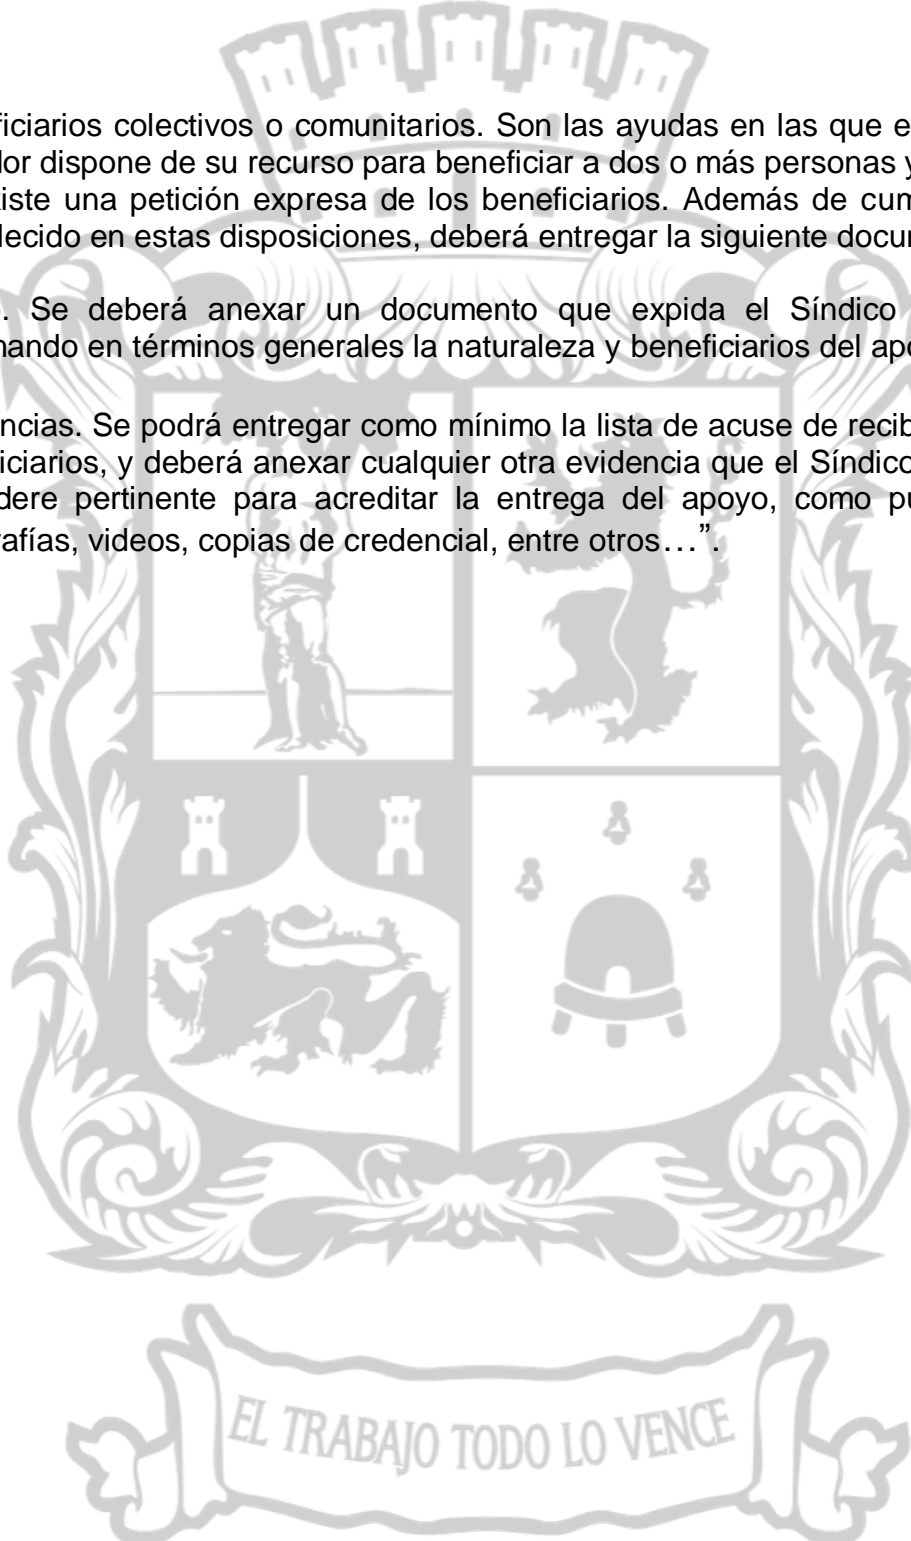 ficiarios colectivos o comunitarios. Son las ayudas en las que e
dor dispone de su recurso para beneficiar a dos o más personas y
iste una petición expresa de los beneficiarios. Además de cum
lecido en estas disposiciones, deberá entregar la siguiente docu
. Se deberá anexar un documento que expida el Síndico
mando en términos generales la naturaleza y beneficiarios del apo
ncias. Se podrá entregar como mínimo la lista de acuse de recib
iciarios, y deberá anexar cualquier otra evidencia que el Síndico
dere pertinente para acreditar la entrega del apoyo, como pu
rafías, videos, copias de credencial, entre otros…”.
EL TRABAJO TODO LO VENCE